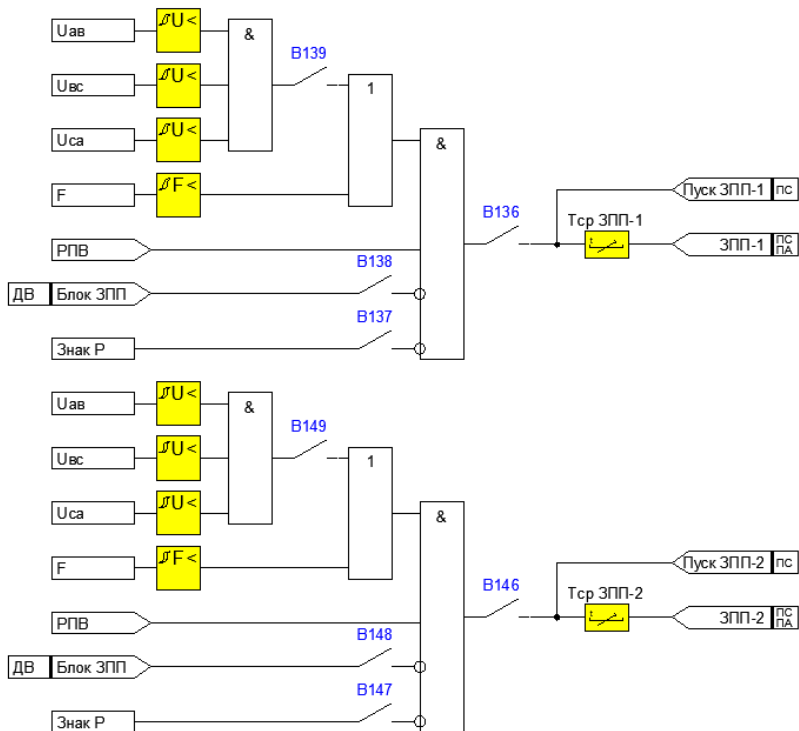 Uав
U<
&
В139
Uвс
U<
1
Uса
U<
&
F
F<
В136
Пуск ЗПП-1 ПС
Тср ЗПП-1
t
ЗПП-1 ПС ПА
РПВ
В138
ДВ Блок ЗПП
В137
Знак Р
Uав
U<
&
В149
Uвс
U<
1
Uса
U<
&
F
F<
В146
Пуск ЗПП-2 ПС
Тср ЗПП-2
t
ЗПП-2 ПС ПА
РПВ
В148
ДВ Блок ЗПП
В147
Знак Р